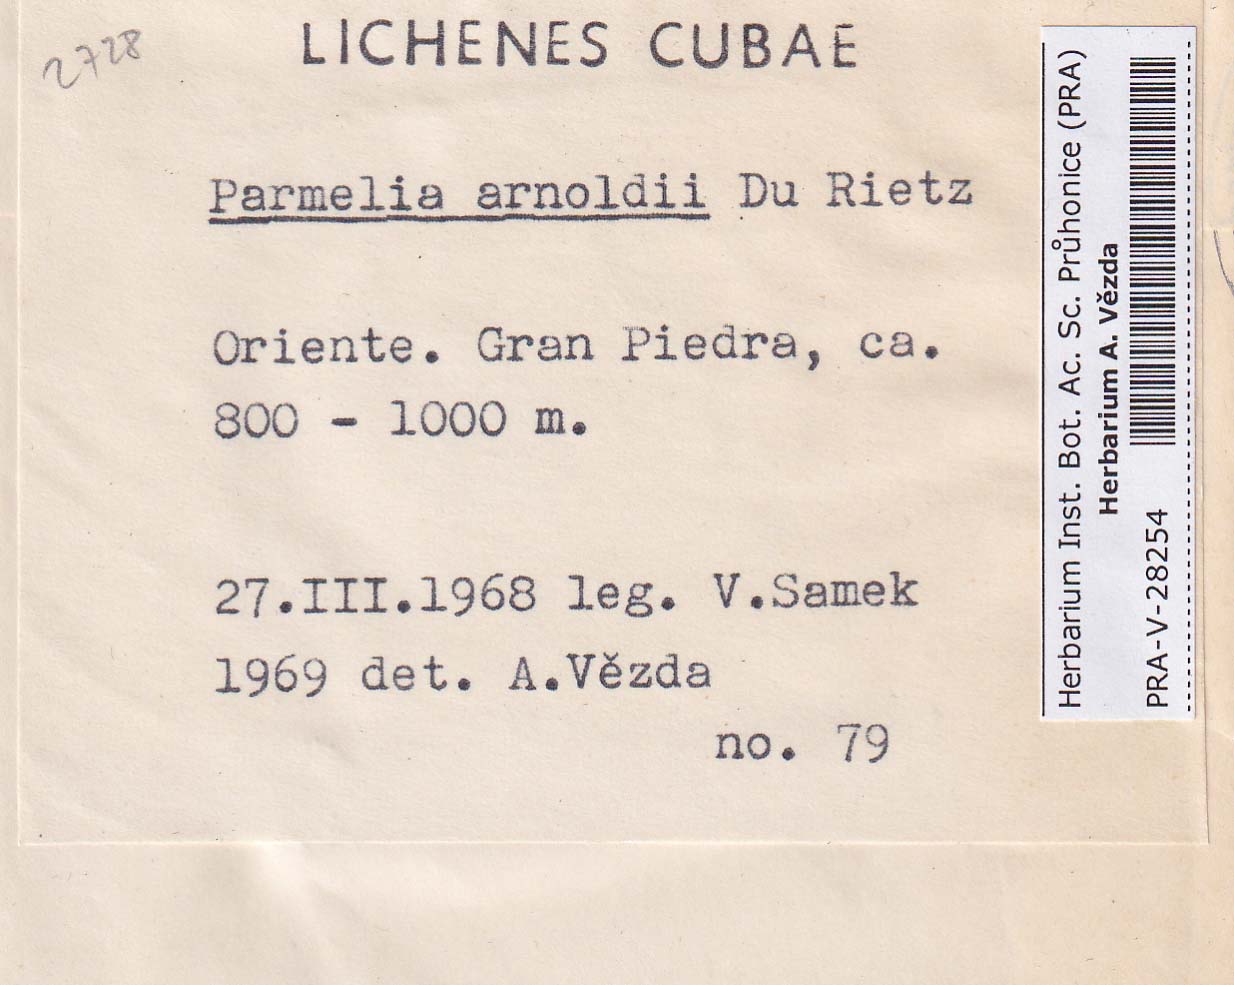 2728
LICHENES CUBAE
Parmelia arnoldii Du Rietz
Oriente. Gran Piedra, ca.
800 - 1000 m.
27.III.1968 leg. V.Samek
1969 det. A.Vězda
no. 79
Herbarium Inst. Bot. Ac. Sc. Průhonice (PRA)
Herbarium A. Vězda
PRA-V-28254